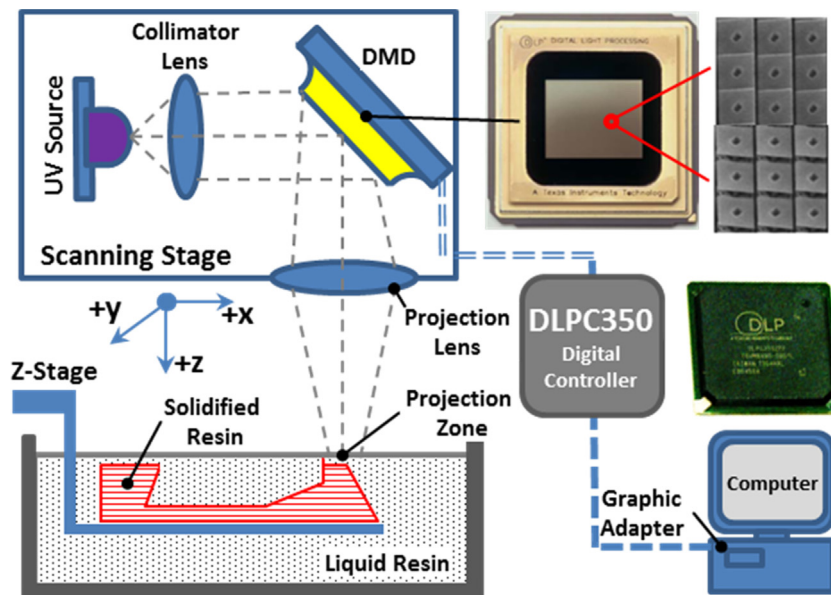 Collimator
Lens
DMD
UV Source
Scanning Stage
DLP DIGITAL LIGHT PROCESSING
A Texas Instruments Technology
+y
+x
+z
Projection
Lens
DLPC350
Digital
Controller
DLP
Z-Stage
Solidified
Resin
Projection
Zone
Liquid Resin
Graphic
Adapter
Computer